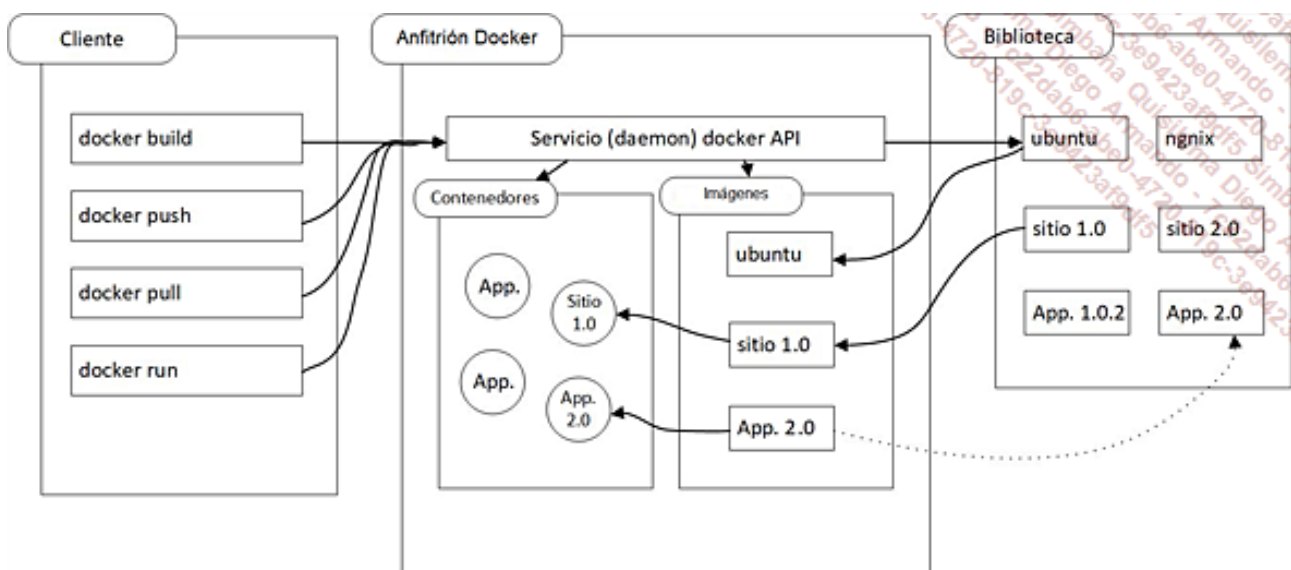 Cliente
docker build
docker push
docker pull
docker run
Anfitrión Docker
Servicio (daemon) docker API
Contenedores
App.
Sitio
1.0
App.
App.
2.0
Imágenes
ubuntu
sitio 1.0
App. 2.0
Biblioteca
ubuntu
ngnix
sitio 1.0
sitio 2.0
App. 1.0.2
App. 2.0